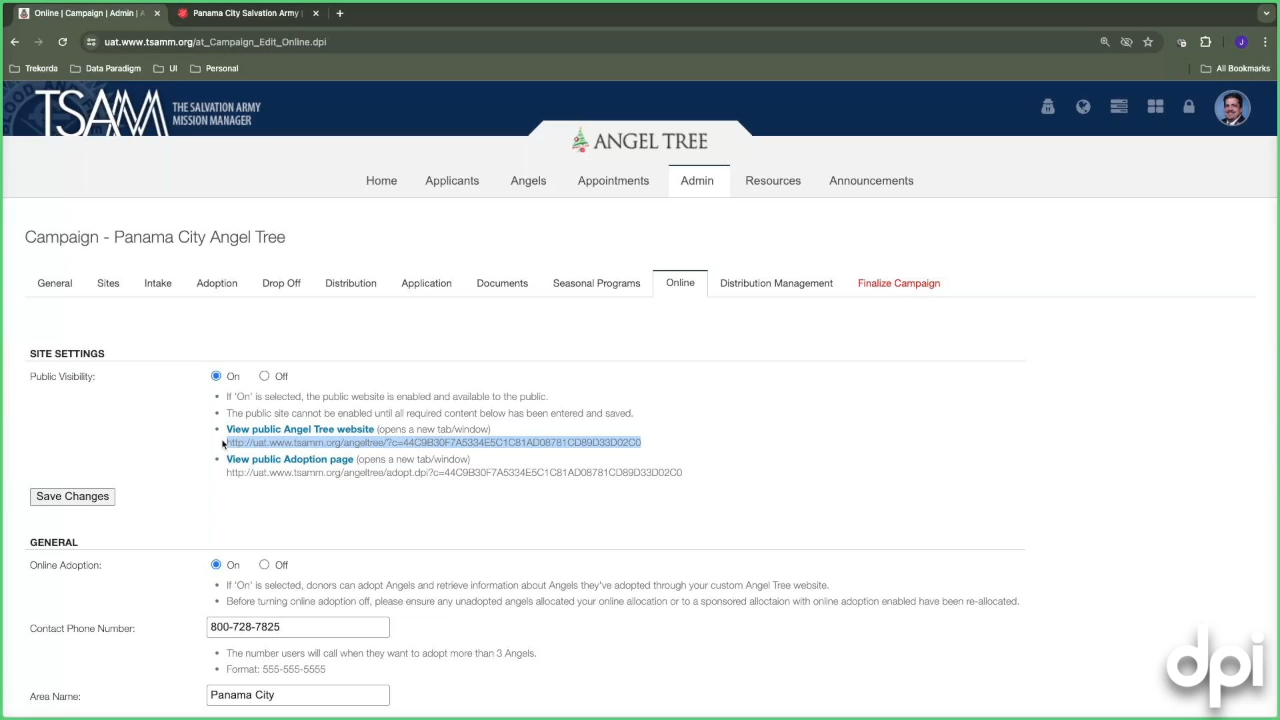 Online | Campaign | Admin | A
Panama City Salvation Army |
uat.www.tsamm.org/at_Campaign_Edit_Online.dpi
Trekorda
Data Paradigm
UI
Personal
All Bookmarks
TSAMM
THE SALVATION ARMY
MISSION MANAGER
ANGEL TREE
Home
Applicants
Angels
Appointments
Admin
Resources
Announcements
Campaign - Panama City Angel Tree
General
Sites
Intake
Adoption
Drop Off
Distribution
Application
Documents
Seasonal Programs
Online
Distribution Management
Finalize Campaign
SITE SETTINGS
Public Visibility:
On
Off
• If 'On' is selected, the public website is enabled and available to the public.
• The public site cannot be enabled until all required content below has been entered and saved.
• View public Angel Tree website (opens a new tab/window)
http://uat.www.tsamm.org/angeltree/?c=44C9B30F7A5334E5C1C81AD08781CD89D33D02C0
• View public Adoption page (opens a new tab/window)
http://uat.www.tsamm.org/angeltree/adopt.dpi?c=44C9B30F7A5334E5C1C81AD08781CD89D33D02C0
Save Changes
GENERAL
Online Adoption:
On
Off
• If 'On' is selected, donors can adopt Angels and retrieve information about Angels they've adopted through your custom Angel Tree website.
• Before turning online adoption off, please ensure any unadopted angels allocated your online allocation or to a sponsored alloctaion with online adoption enabled have been re-allocated.
Contact Phone Number:
800-728-7825
• The number users will call when they want to adopt more than 3 Angels.
• Format: 555-555-5555
Area Name:
Panama City
dpi